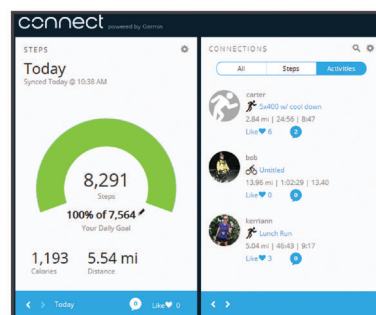 connect powered by Garmin
STEPS
Today
Synced Today @ 10:38 AM
8,291
Steps
100% of 7,564
Your Daily Goal
1,193
Calories
5.54 mi
Distance
Today
0
Like 0
CONNECTIONS
All
Steps
Activities
carter
5x400 w/ cool down
2.84 mi | 24:56 | 8:47
Like 6
2
bob
Untitled
13.96 mi | 1:02:29 | 13.40
Like 0
0
kerriann
Lunch Run
5.04 mi | 46:43 | 9:17
Like 3
0